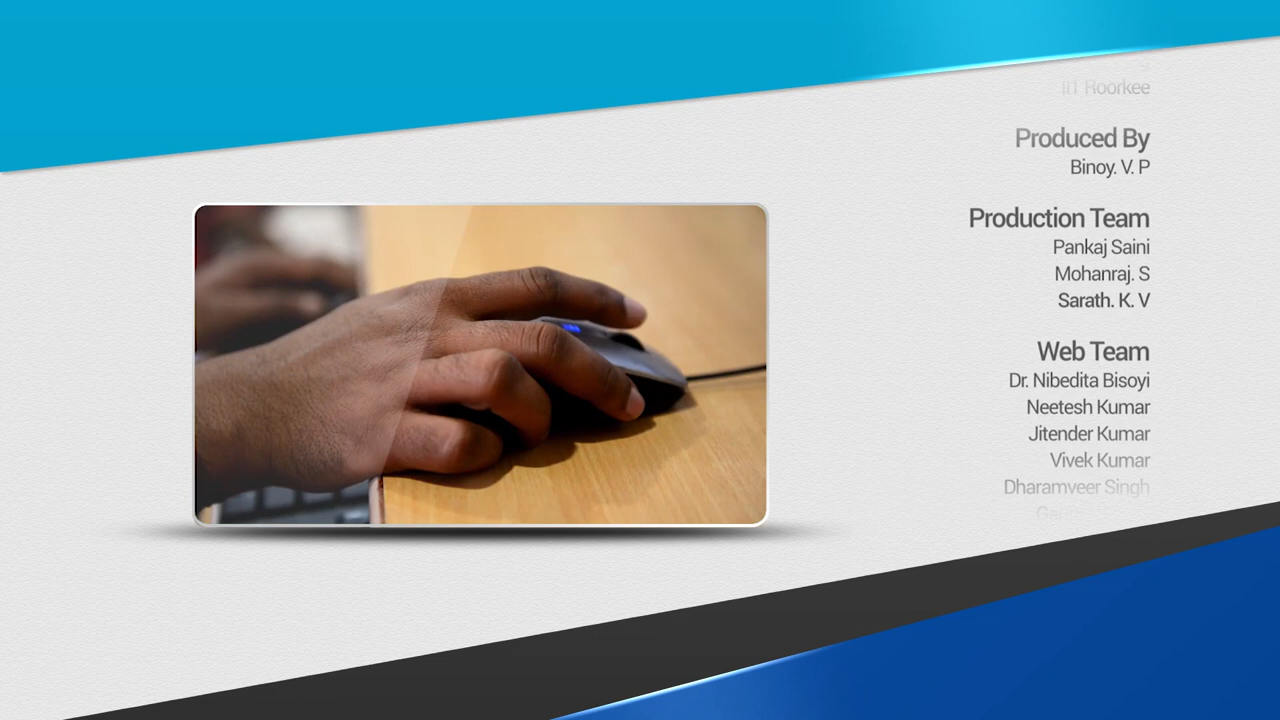 Roorkee
Produced By
Binoy. V. P
Production Team
Pankaj Saini
Mohanraj. S
Sarath. K. V
Web Team
Dr. Nibedita Bisoyi
Neetesh Kumar
Jitender Kumar
Vivek Kumar
Dharamveer Singh